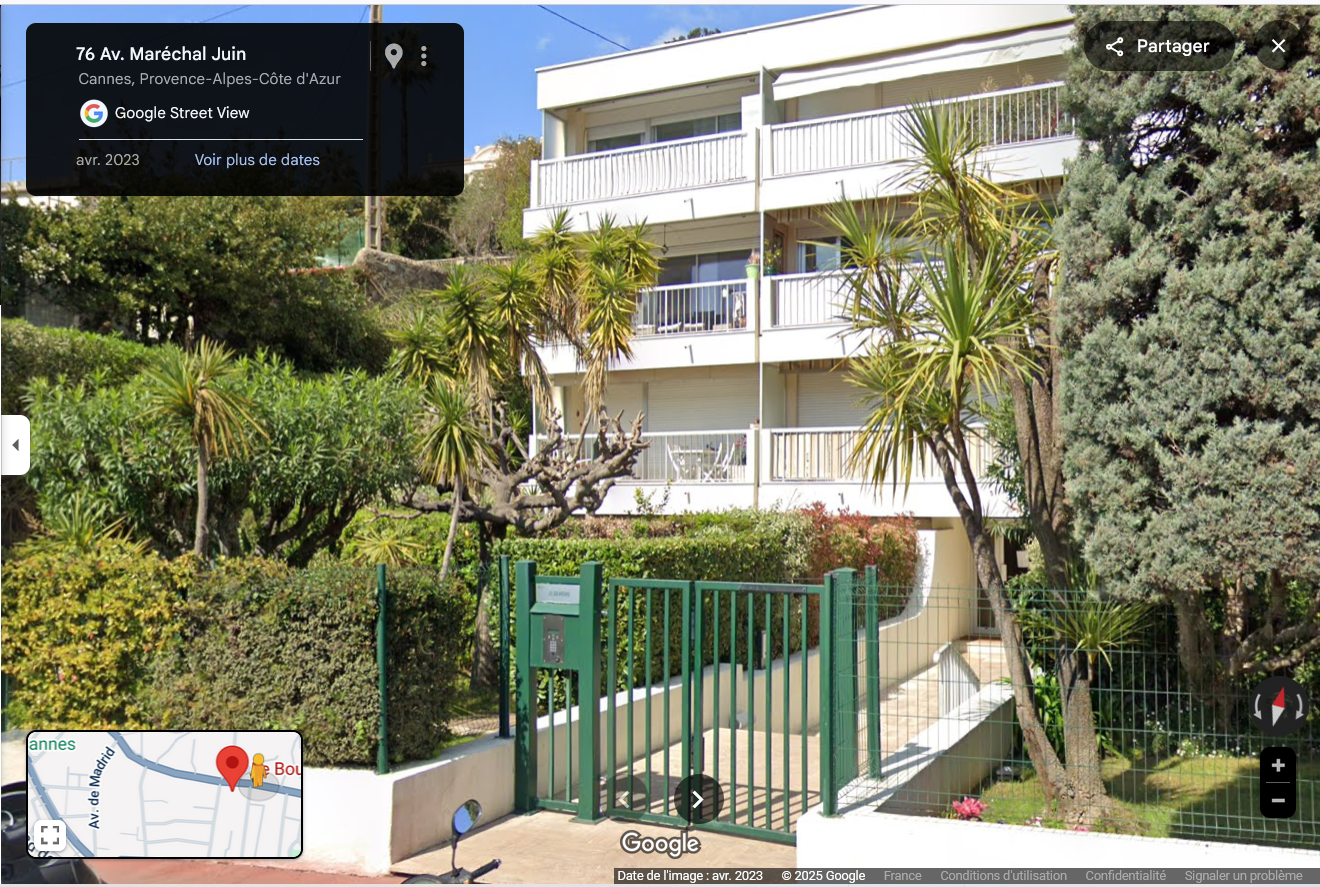 76 Av. Maréchal Juin
Partager
Cannes, Provence-Alpes-Côte d'Azur
Google Street View
avr. 2023 Voir plus de dates
annes
e Bou
Av. de Madrid
Google
Date de l'image : avr. 2023 © 2025 Google France Conditions d'utilisation Confidentialité Signaler un problème